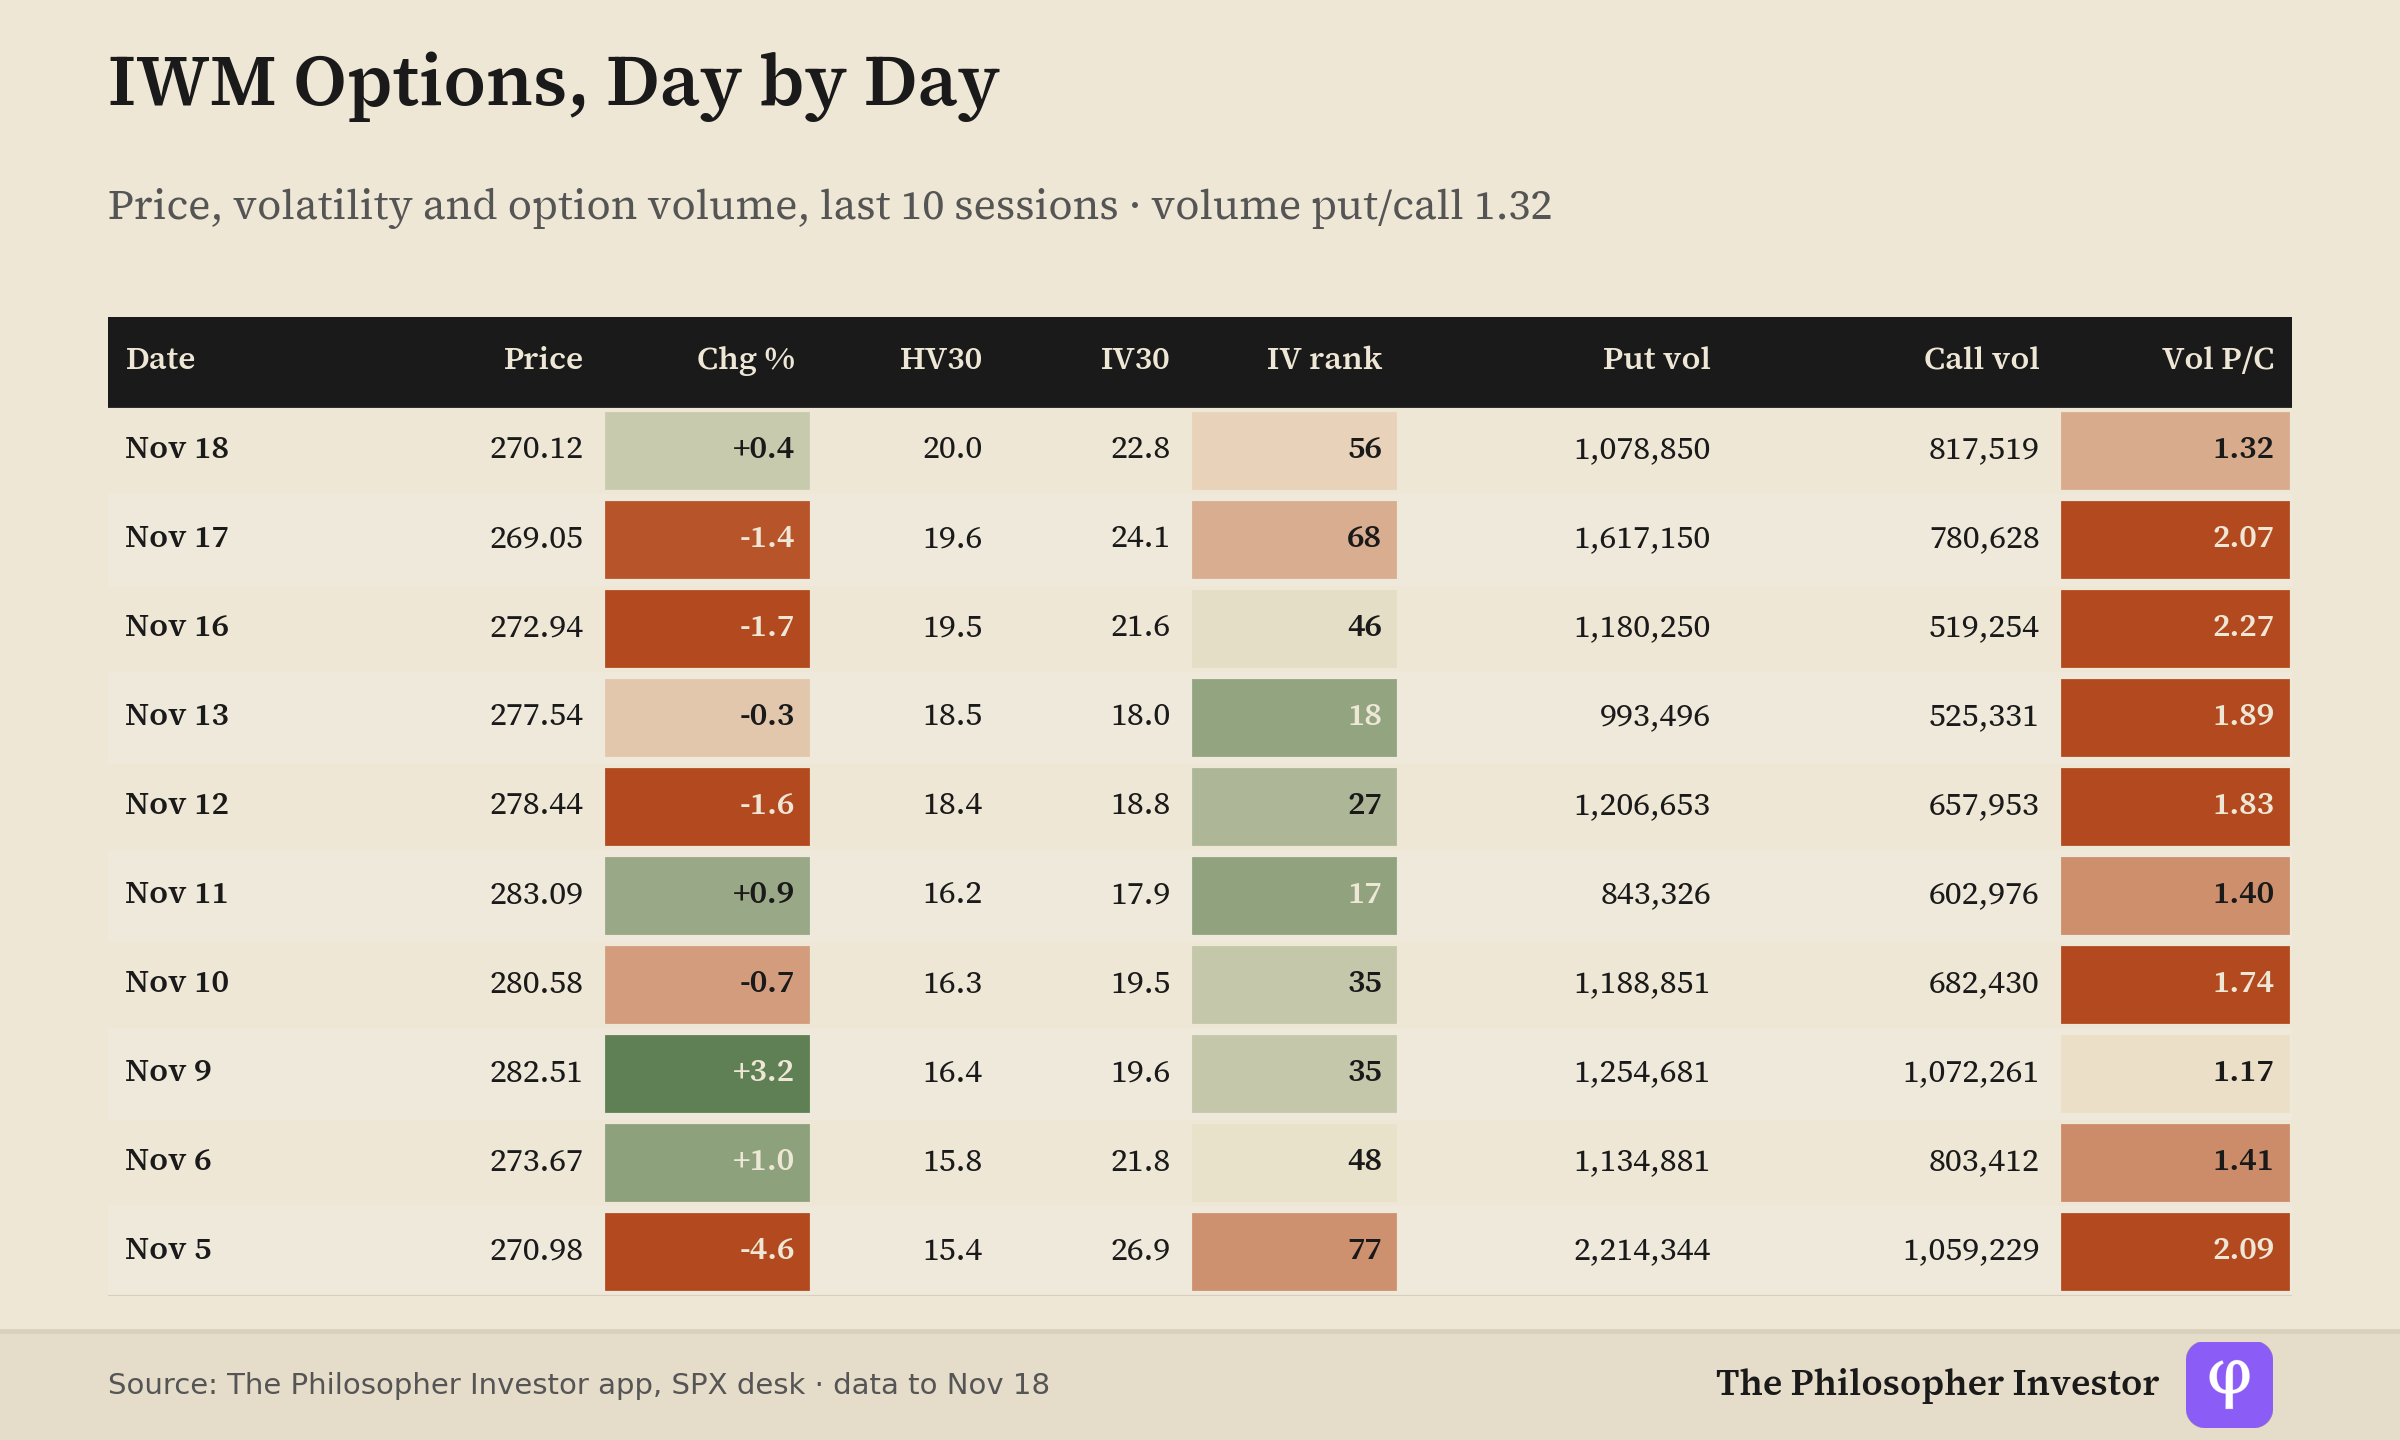 IWM Options, Day by Day
Price, volatility and option volume, last 10 sessions · volume put/call 1.32
Date Price Chg % HV30 IV30 IV rank Put vol Call vol Vol P/C
Nov 18 270.12 +0.4 20.0 22.8 56 1,078,850 817,519 1.32
Nov 17 269.05 -1.4 19.6 24.1 68 1,617,150 780,628 2.07
Nov 16 272.94 -1.7 19.5 21.6 46 1,180,250 519,254 2.27
Nov 13 277.54 -0.3 18.5 18.0 18 993,496 525,331 1.89
Nov 12 278.44 -1.6 18.4 18.8 27 1,206,653 657,953 1.83
Nov 11 283.09 +0.9 16.2 17.9 17 843,326 602,976 1.40
Nov 10 280.58 -0.7 16.3 19.5 35 1,188,851 682,430 1.74
Nov 9 282.51 +3.2 16.4 19.6 35 1,254,681 1,072,261 1.17
Nov 6 273.67 +1.0 15.8 21.8 48 1,134,881 803,412 1.41
Nov 5 270.98 -4.6 15.4 26.9 77 2,214,344 1,059,229 2.09
Source: The Philosopher Investor app, SPX desk · data to Nov 18
The Philosopher Investor φ